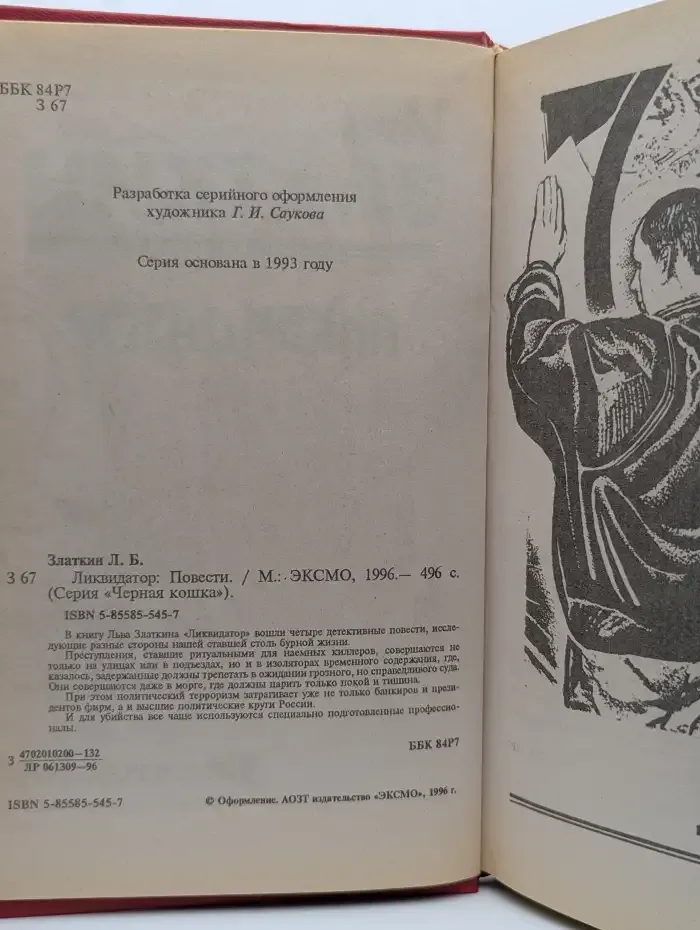 ББК 84Р7
З 67
Разработка серийного оформления
художника Г. И. Саукова
Серия основана в 1993 году
Златкин Л. Б.
З 67 Ликвидатор: Повести. / М.: ЭКСМО, 1996.— 496 с.
(Серия «Черная кошка»).
ISBN 5-85585-545-7
В книгу Льва Златкина «Ликвидатор» вошли четыре детективные повести, иссле-
дующие разные стороны нашей ставшей столь бурной жизни.
Преступления, ставшие ритуальными для наемных киллеров, совершаются не
только на улицах или в подъездах, но и в изоляторах временного содержания, где,
казалось, задержанные должны трепетать в ожидании грозного, но справедливого суда.
Они совершаются даже в морге, где должны царить только покой и тишина.
При этом политический терроризм затрагивает уже не только банкиров и прези-
дентов фирм, а и высшие политические круги России.
И для убийства все чаще используются специально подготовленные профессио-
налы.
З 4702010200—132
ЛР 061309—96
ББК 84Р7
ISBN 5-85585-545-7
© Оформление. АОЗТ издательство «ЭКСМО», 1996 г.